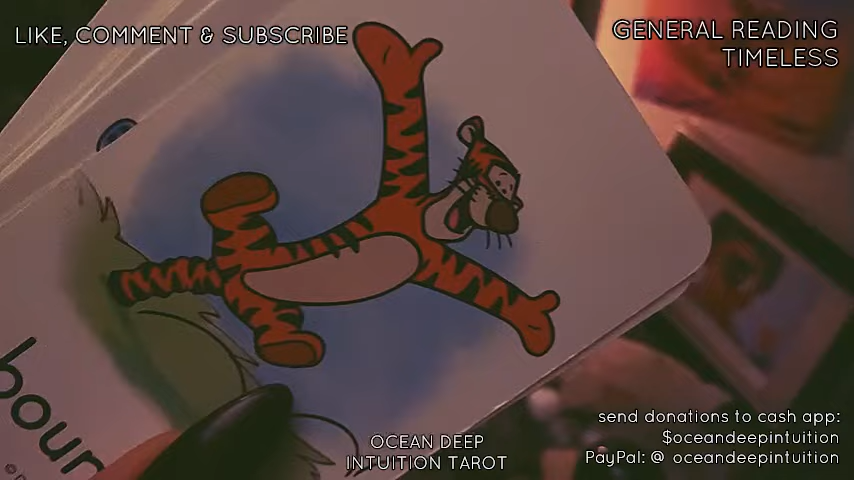 LIKE, COMMENT & SUBSCRIBE
GENERAL READING
TIMELESS
boun
send donations to cash app:
$oceandeepintuition
PayPal: @ oceandeepintuition
OCEAN DEEP
INTUITION TAROT